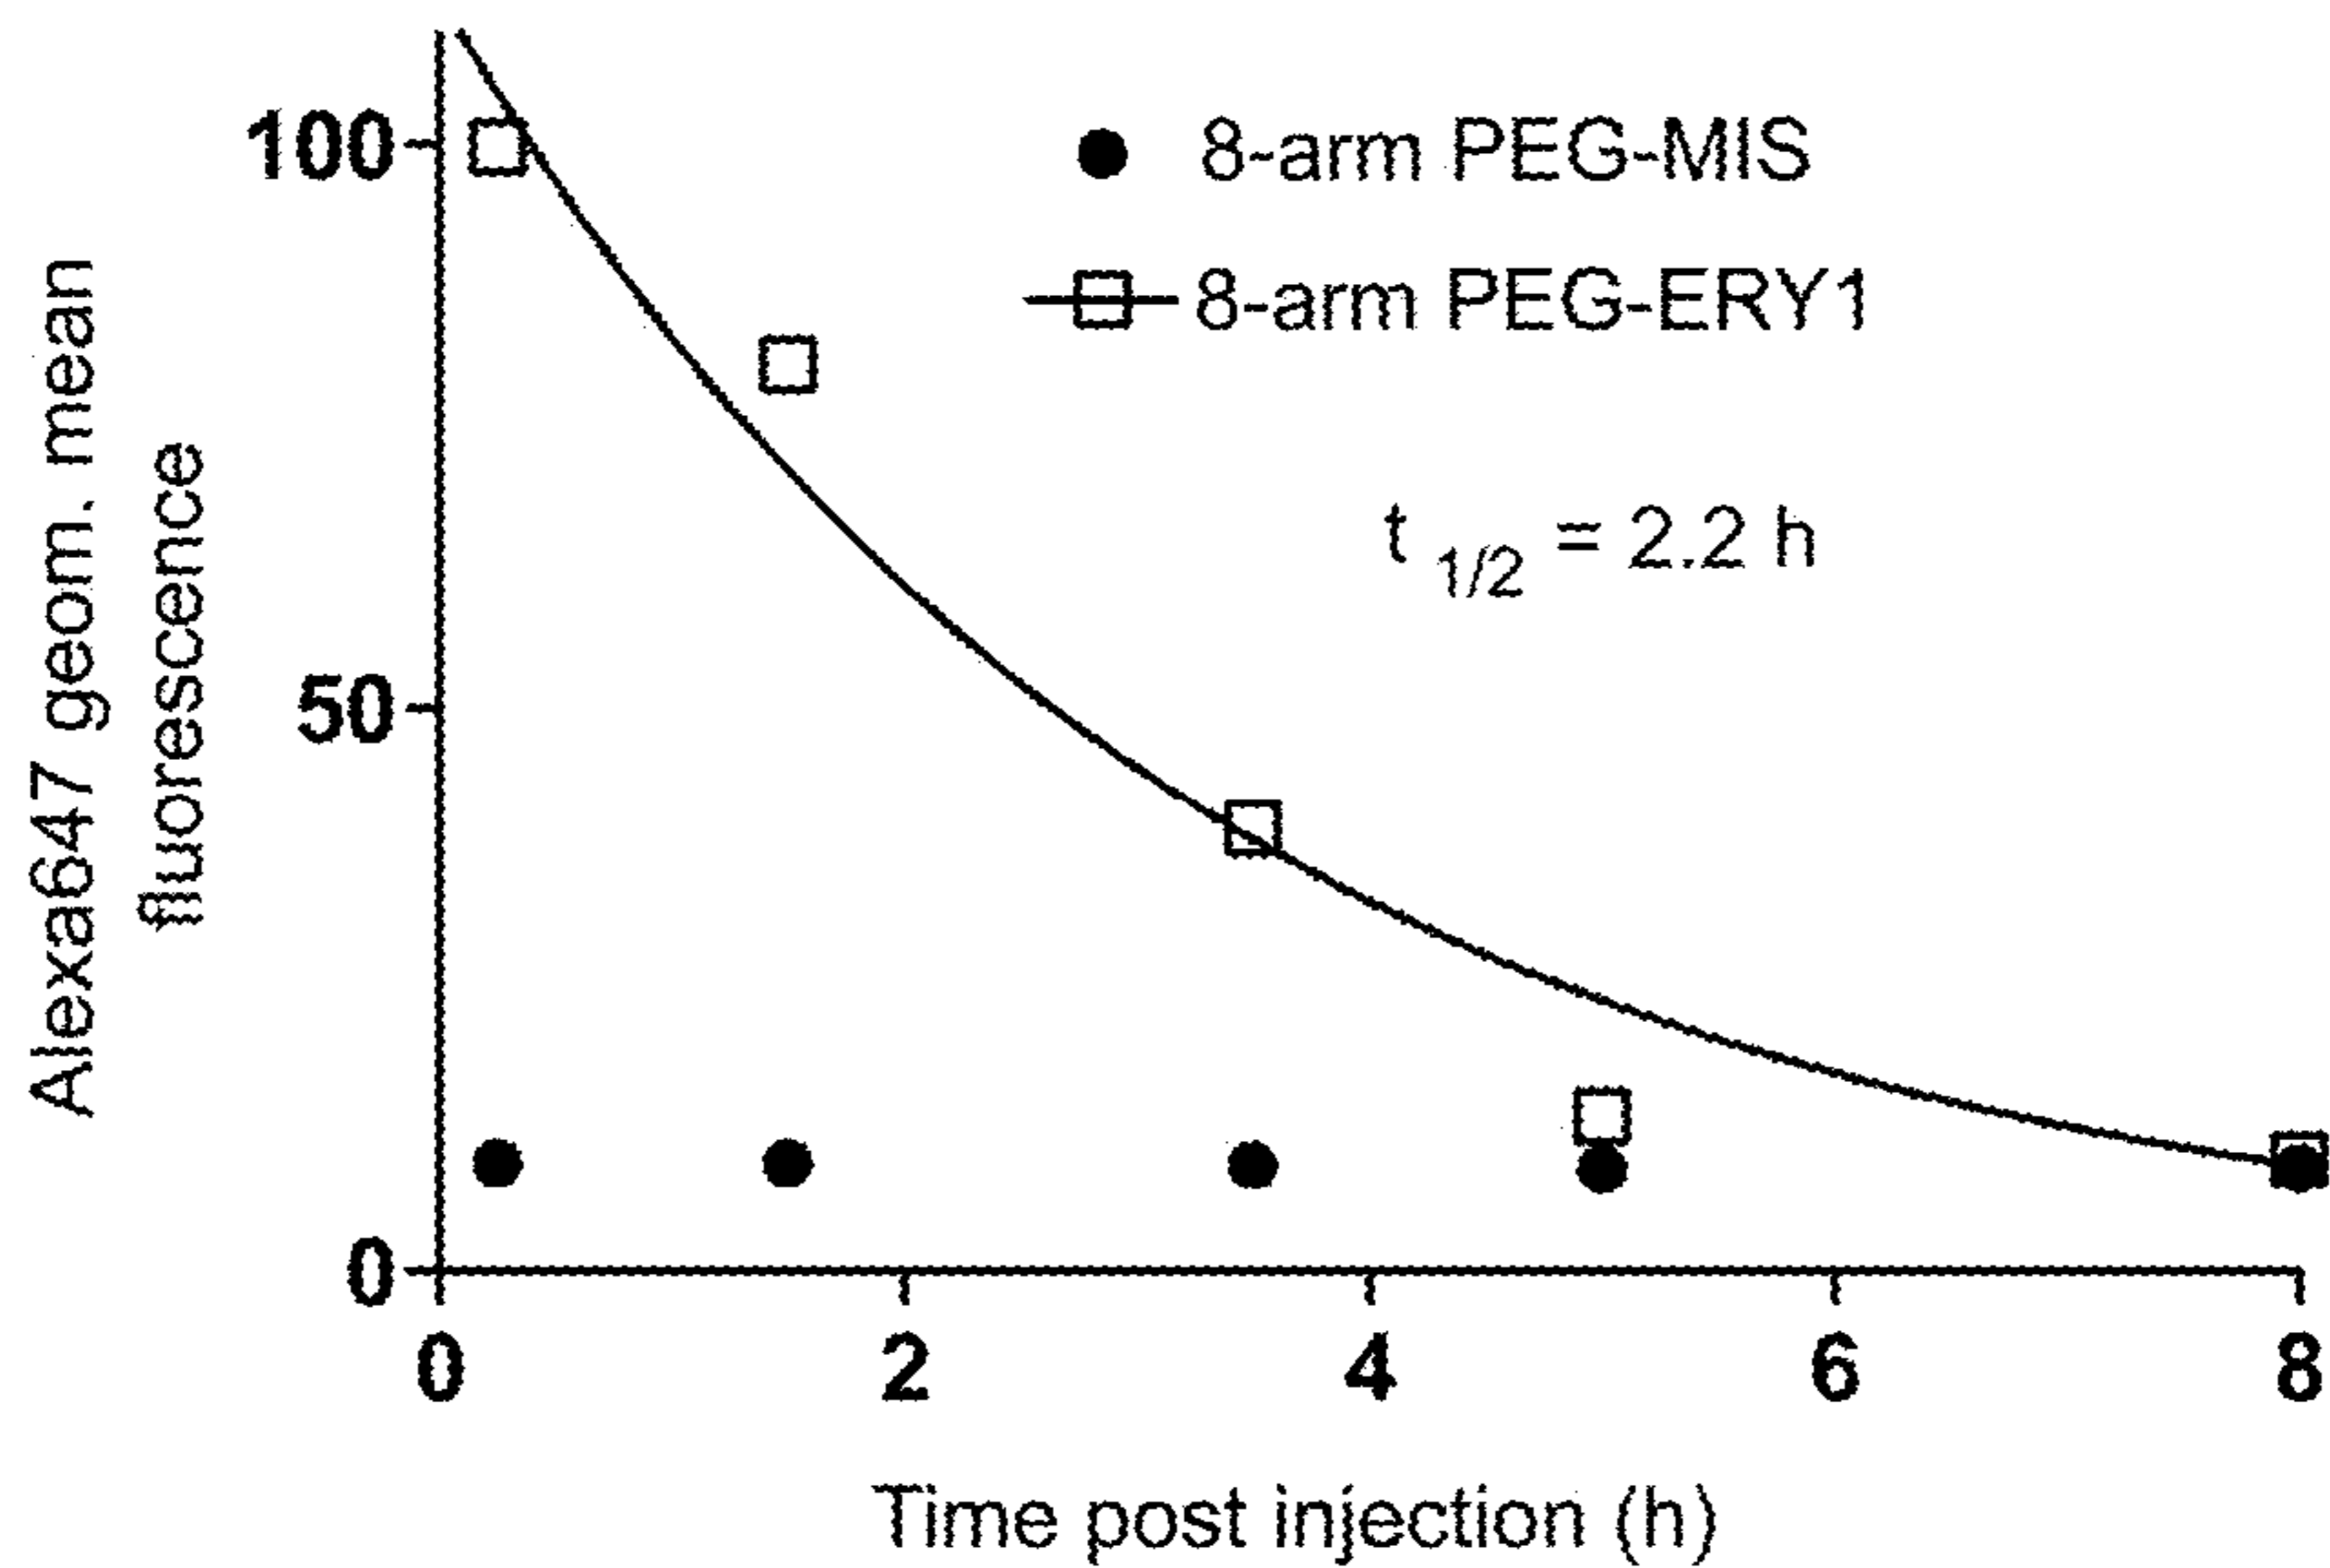 Alexa647 geom. mean
fluorescence
100
50
0
8-arm PEG-MIS
8-arm PEG-ERY1
t 1/2 = 2.2 h
0 2 4 6 8
Time post injection (h)